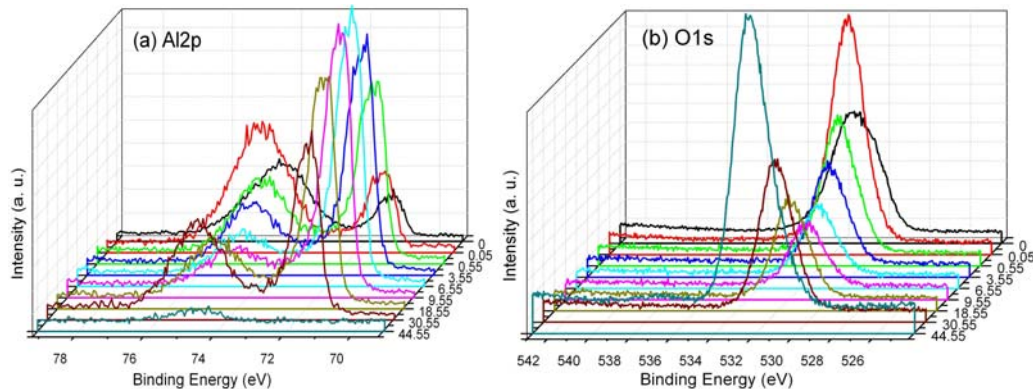 (a) Al2p
(b) O1s
Intensity (a. u.)
Intensity (a. u.)
0
0.05
0.55
3.55
6.55
9.55
18.55
30.55
44.55
0
0.05
0.55
3.55
6.55
9.55
18.55
30.55
44.55
78 76 74 72 70
542 540 538 536 534 532 530 528 526
Binding Energy (eV)
Binding Energy (eV)